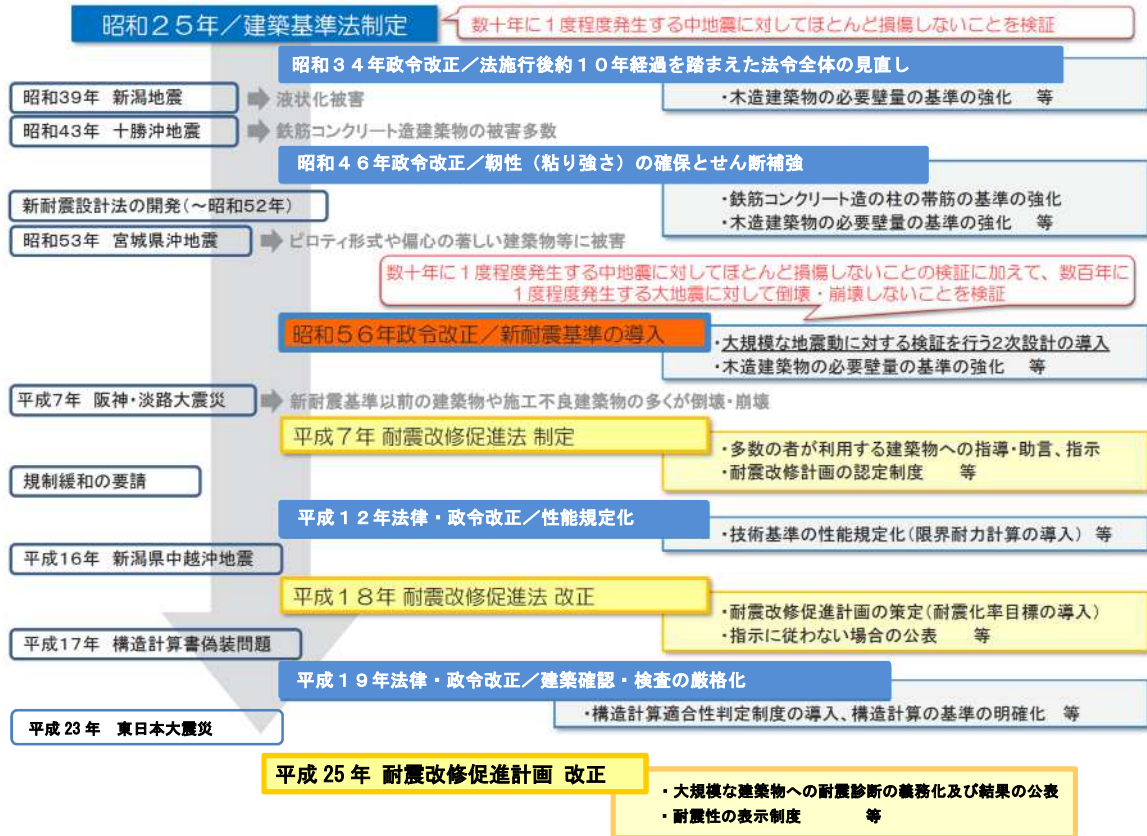 昭和２５年／建築基準法制定
数十年に１度程度発生する中地震に対してほとんど損傷しないことを検証
昭和３４年政令改正／法施行後約１０年経過を踏まえた法令全体の見直し
・木造建築物の必要壁量の基準の強化　等
昭和39年 新潟地震
液状化被害
昭和43年 十勝沖地震
鉄筋コンクリート造建築物の被害多数
昭和４６年政令改正／靭性（粘り強さ）の確保とせん断補強
・鉄筋コンクリート造の柱の帯筋の基準の強化
・木造建築物の必要壁量の基準の強化　等
新耐震設計法の開発(～昭和52年)
昭和53年 宮城県沖地震
ピロティ形式や偏心の著しい建築物等に被害
数十年に１度程度発生する中地震に対してほとんど損傷しないことの検証に加えて、数百年に
１度程度発生する大地震に対して倒壊・崩壊しないことを検証
昭和５６年政令改正／新耐震基準の導入
・大規模な地震動に対する検証を行う2次設計の導入
・木造建築物の必要壁量の基準の強化　等
平成7年 阪神・淡路大震災
新耐震基準以前の建築物や施工不良建築物の多くが倒壊・崩壊
平成７年 耐震改修促進法 制定
・多数の者が利用する建築物への指導・助言、指示
・耐震改修計画の認定制度　等
規制緩和の要請
平成１２年法律・政令改正／性能規定化
・技術基準の性能規定化(限界耐力計算の導入)　等
平成16年 新潟県中越沖地震
平成１８年 耐震改修促進法 改正
・耐震改修促進計画の策定(耐震化率目標の導入)
・指示に従わない場合の公表　等
平成17年 構造計算書偽装問題
平成１９年法律・政令改正／建築確認・検査の厳格化
・構造計算適合性判定制度の導入、構造計算の基準の明確化　等
平成 23 年　東日本大震災
平成 25 年 耐震改修促進計画 改正
・大規模な建築物への耐震診断の義務化及び結果の公表
・耐震性の表示制度　等